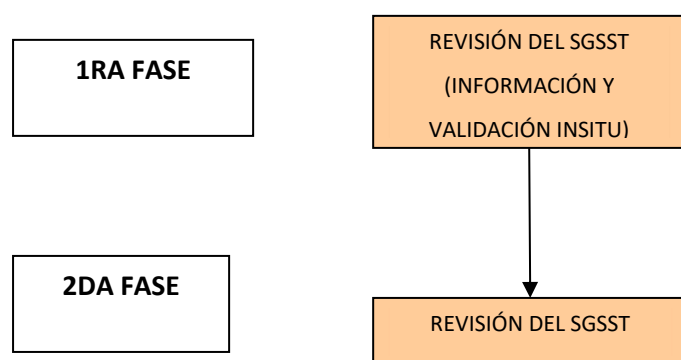 1RA FASE
REVISIÓN DEL SGSST
(INFORMACIÓN Y
VALIDACIÓN INSITU)
2DA FASE
REVISIÓN DEL SGSST